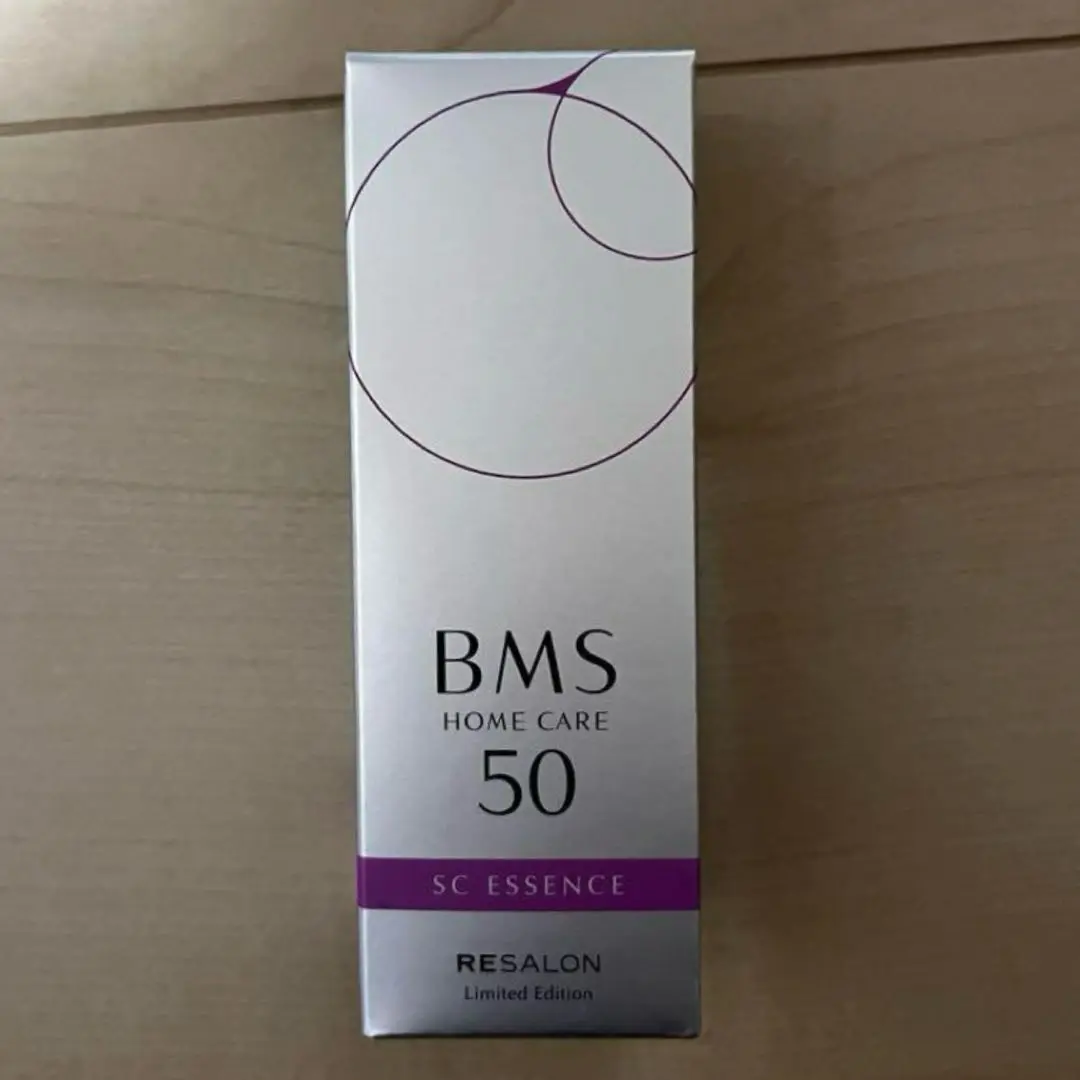 BMS
HOME CARE
50
SC ESSENCE
RESALON
Limited Edition